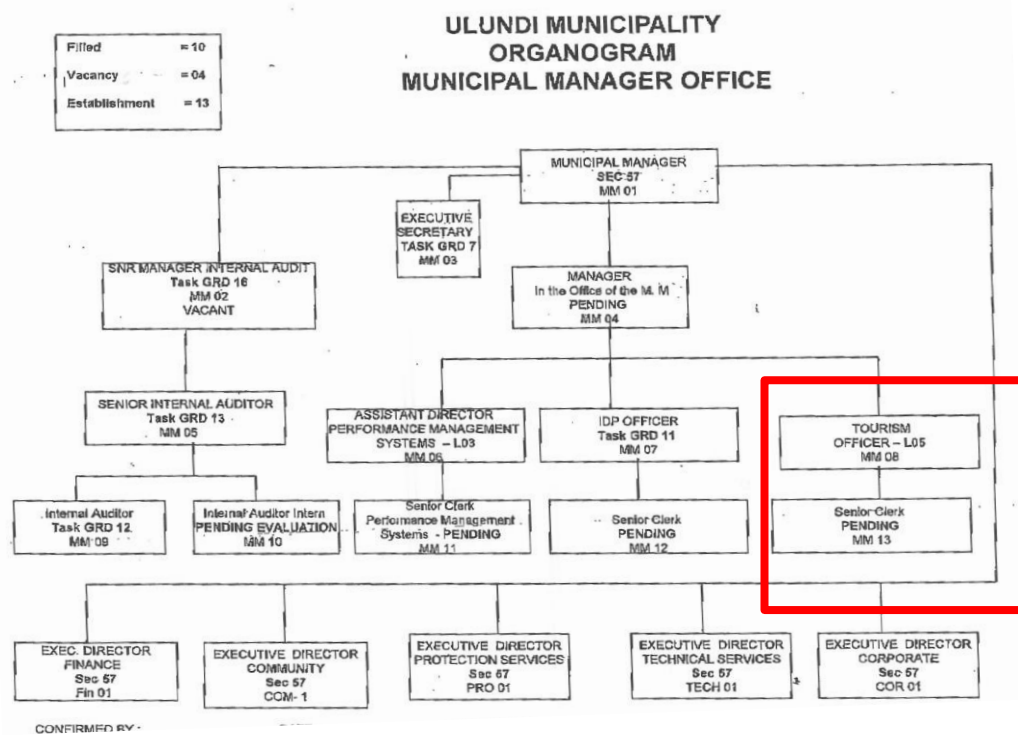 ULUNDI MUNICIPALITY
ORGANOGRAM
MUNICIPAL MANAGER OFFICE
Filled = 10
Vacancy = 04
Establishment = 13
MUNICIPAL MANAGER
SEC 57
MM 01
EXECUTIVE
SECRETARY
TASK GRD 7
MM 03
SNR MANAGER INTERNAL AUDIT
Task GRD 16
MM 02
VACANT
MANAGER
In the Office of the M. M
PENDING
MM 04
SENIOR INTERNAL AUDITOR
Task GRD 13
MM 05
ASSISTANT DIRECTOR
PERFORMANCE MANAGEMENT
SYSTEMS – L03
MM 06
IDP OFFICER
Task GRD 11
MM 07
TOURISM
OFFICER – L05
MM 08
Internal Auditor
Task GRD 12
MM 09
Internal Auditor Intern
PENDING EVALUATION
MM 10
Senior Clerk
Performance Management
Systems - PENDING
MM 11
Senior Clerk
PENDING
MM 12
Senior Clerk
PENDING
MM 13
EXEC. DIRECTOR
FINANCE
Sec 57
Fin 01
EXECUTIVE DIRECTOR
COMMUNITY
Sec 57
COM- 1
EXECUTIVE DIRECTOR
PROTECTION SERVICES
Sec 57
PRO 01
EXECUTIVE DIRECTOR
TECHNICAL SERVICES
Sec 57
TECH 01
EXECUTIVE DIRECTOR
CORPORATE
Sec 57
COR 01
CONFIRMED BY -